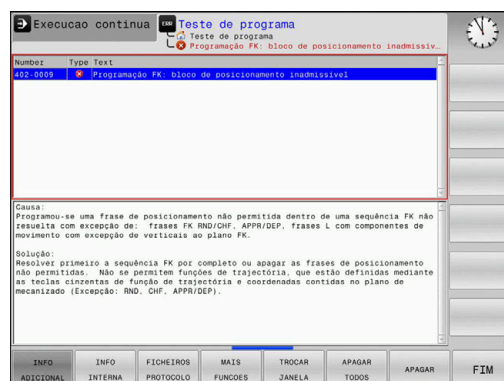 Execucao continua
ERR Teste de programa
Teste de programa
Programação FK: bloco de posicionamento inadmissiv…
Number Type Text
402-0009 Programação FK: bloco de posicionamento inadmissivel
Causa:
Programou-se uma frase de posicionamento não permitida dentro de uma sequência FK não
resuelta com excepção de: frases FK RND/CHF, APPR/DEP, frases L com componentes de
movimento com excepção de verticais ao plano FK.
Solução:
Resolver primeiro a sequência FK por completo ou apagar as frases de posicionamento
não permitidas. Não se permitem funções de trajectória, que estão definidas mediante
as teclas cinzentas de função de trajectória e coordenadas contidas no plano de
mecanizado (Excepção: RND, CHF, APPR/DEP).
INFO ADICIONAL
INFO INTERNA
FICHEIROS PROTOCOLO
MAIS FUNCOES
TROCAR JANELA
APAGAR TODOS
APAGAR
FIM